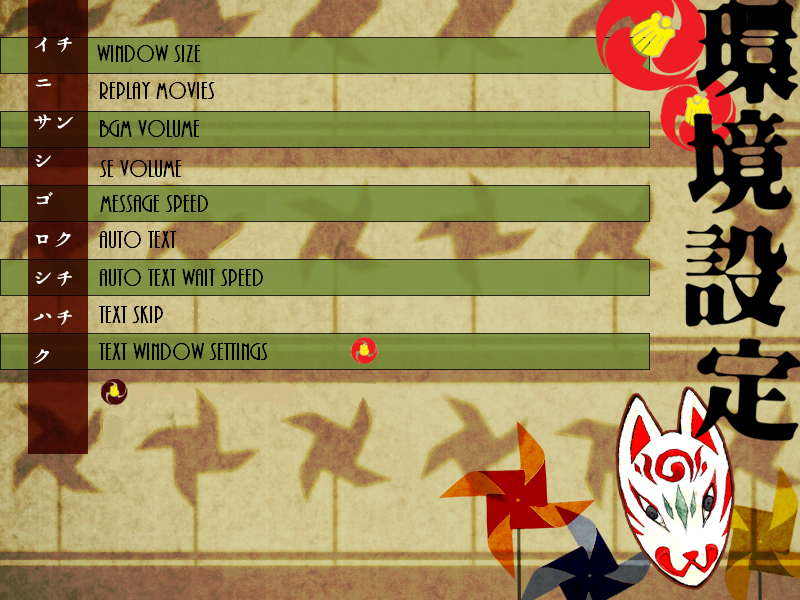 イチ WINDOW SIZE
ニ REPLAY MOVIES
サン BGM VOLUME
シ SE VOLUME
ゴ MESSAGE SPEED
ロク AUTO TEXT
シチ AUTO TEXT WAIT SPEED
ハチ TEXT SKIP
ク TEXT WINDOW SETTINGS
環境設定